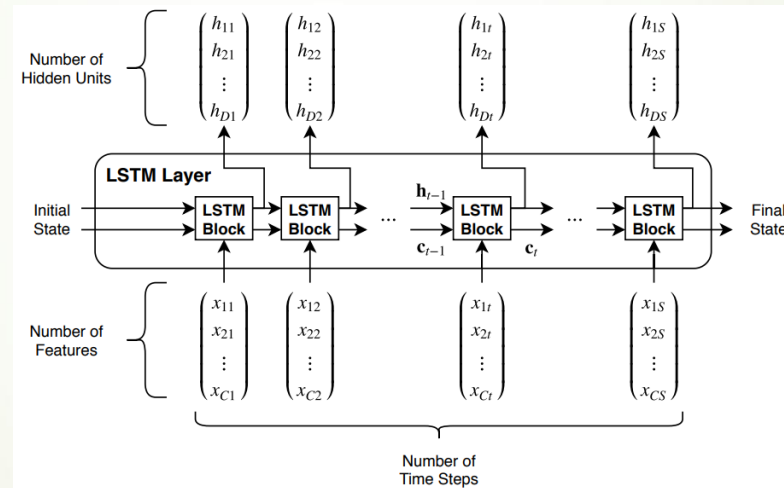 Number of
Hidden Units
h11
h21
⋮
hD1
h12
h22
⋮
hD2
h1t
h2t
⋮
hDt
h1S
h2S
⋮
hDS
LSTM Layer
Initial
State
LSTM
Block
LSTM
Block
...
ht−1
ct−1
LSTM
Block
ct
...
LSTM
Block
Final
State
Number of
Features
x11
x21
⋮
xC1
x12
x22
⋮
xC2
x1t
x2t
⋮
xCt
x1S
x2S
⋮
xCS
Number of
Time Steps